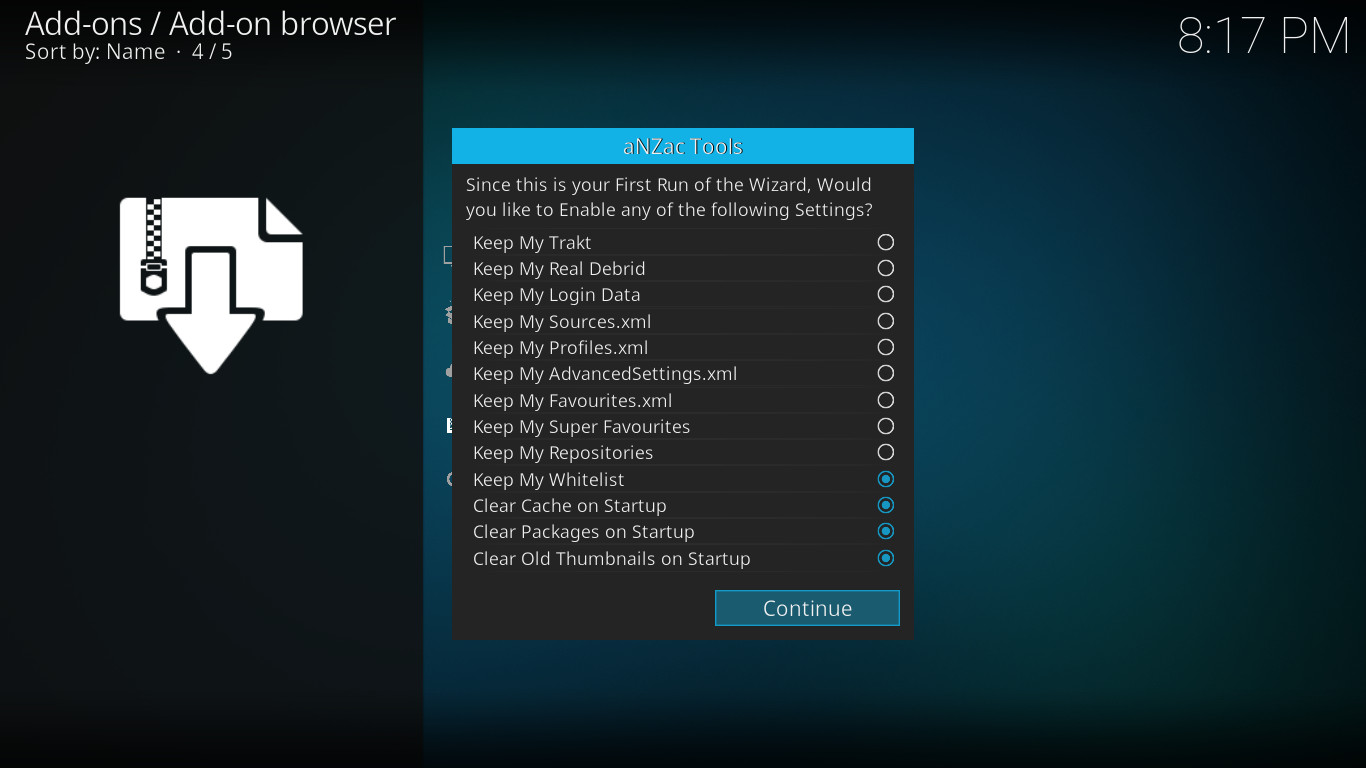 Add-ons / Add-on browser
Sort by: Name · 4 / 5
8:17 PM
aNZac Tools
Since this is your First Run of the Wizard, Would
you like to Enable any of the following Settings?
Keep My Trakt
Keep My Real Debrid
Keep My Login Data
Keep My Sources.xml
Keep My Profiles.xml
Keep My AdvancedSettings.xml
Keep My Favourites.xml
Keep My Super Favourites
Keep My Repositories
Keep My Whitelist
Clear Cache on Startup
Clear Packages on Startup
Clear Old Thumbnails on Startup
Continue